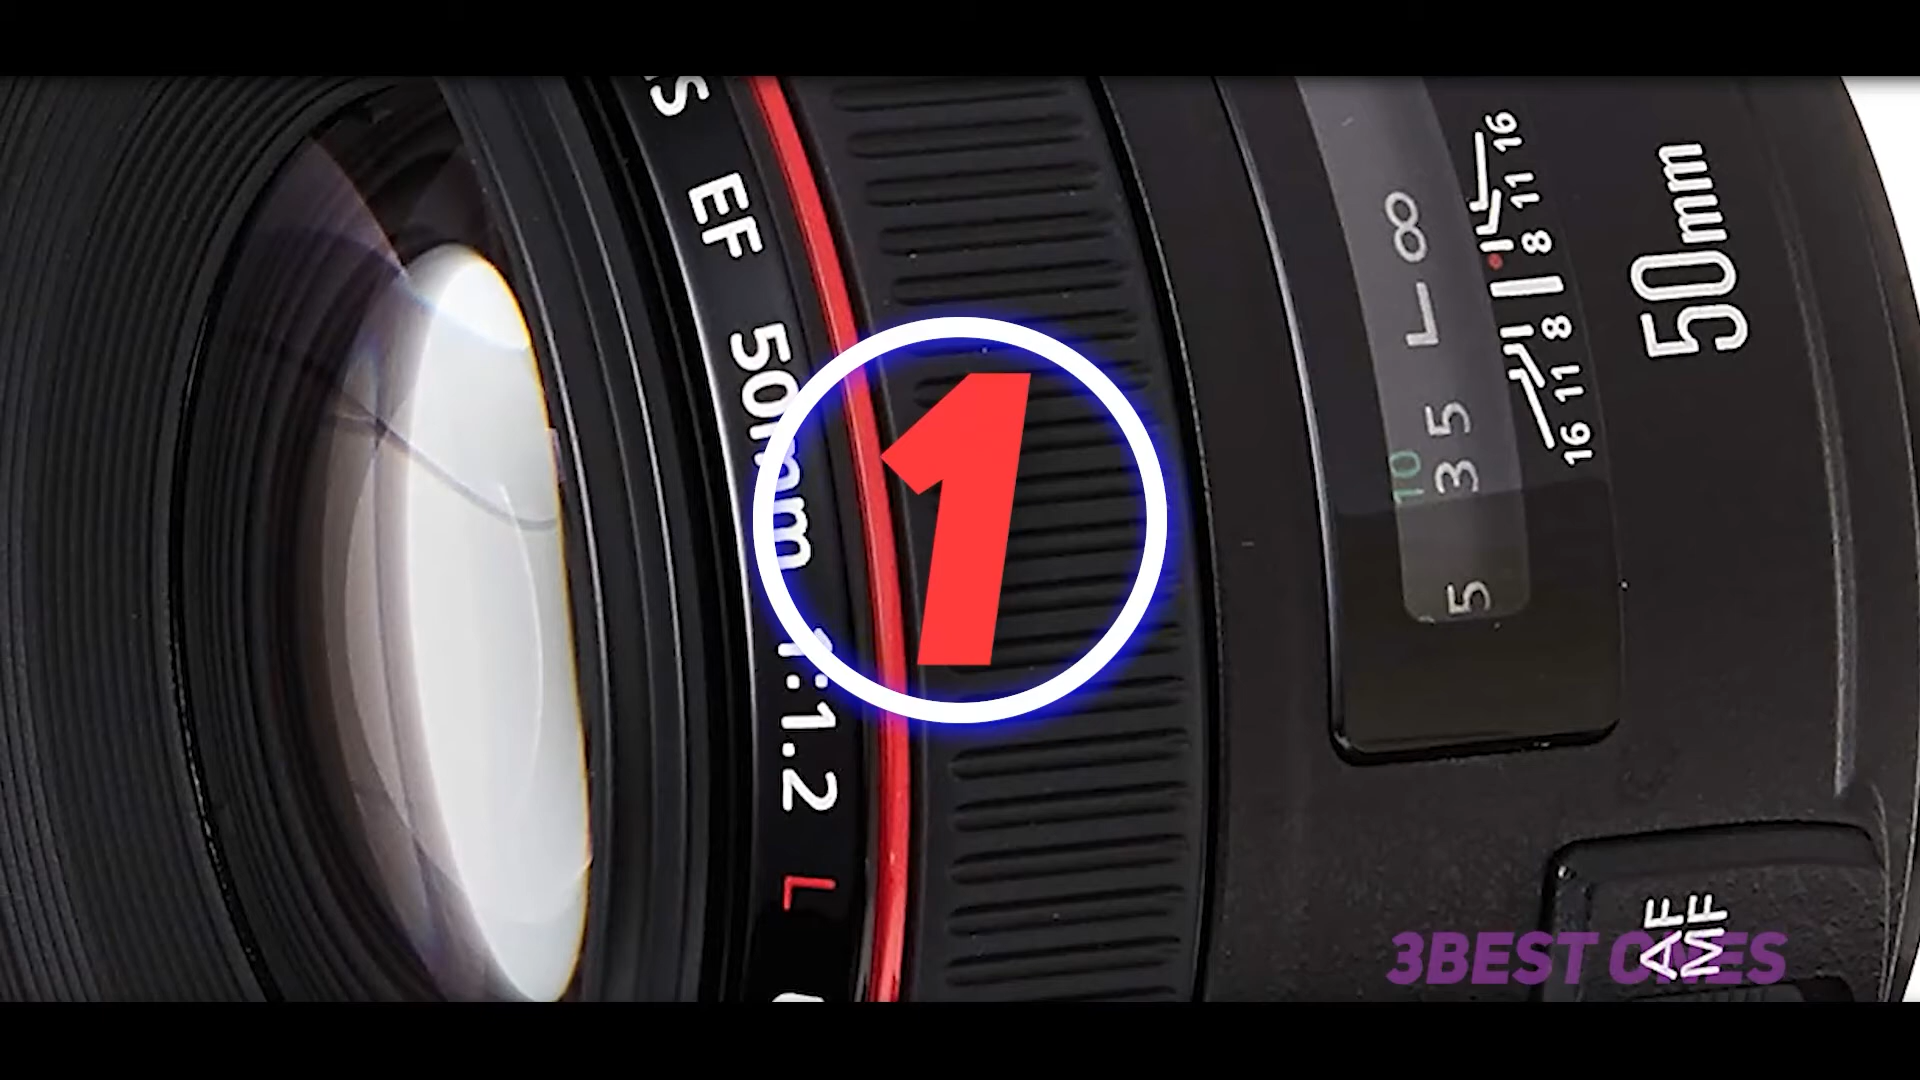 S EF 50mm 1:1.2 L
1
∞ L
10
5 3 5
16 11 8 8 11 16
50mm
AF
MF
3BEST ONES